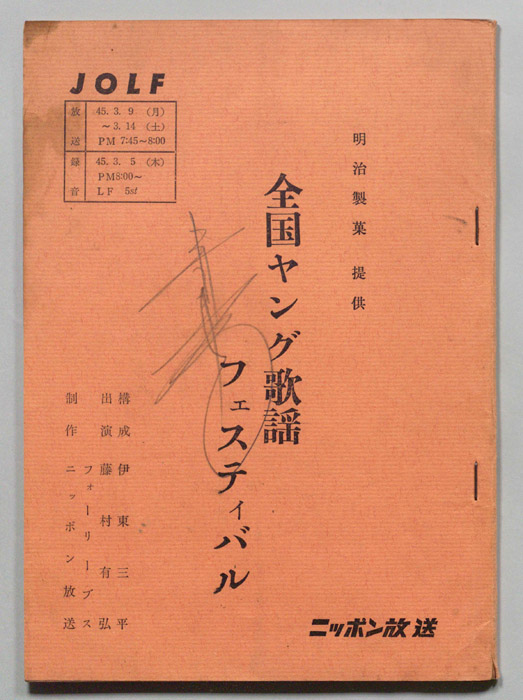 JOLF
放送
45. 3. 9 (月)
～3. 14 (土)
PM 7:45～8:00
録音
45. 3. 5 (木)
PM8:00～
LF 5st
明治製菓 提供
全国ヤング歌謡
フェスティバル
構成 伊東三平
出演 藤村有弘
フォーリーブス
制作 ニッポン放送
ニッポン放送